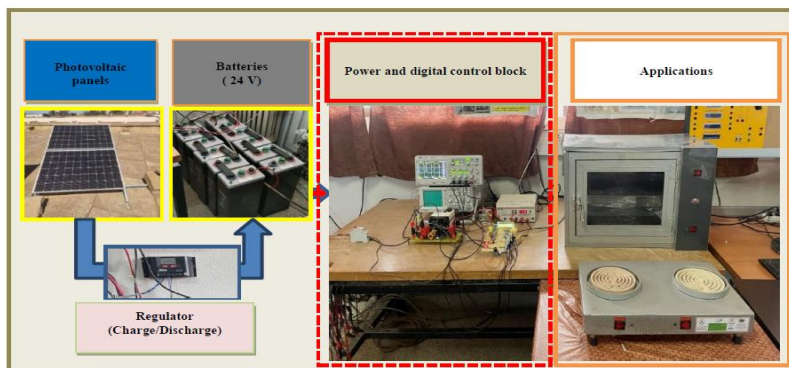 Photovoltaic
panels
Batteries
( 24 V)
Power and digital control block
Applications
Regulator
(Charge/Discharge)